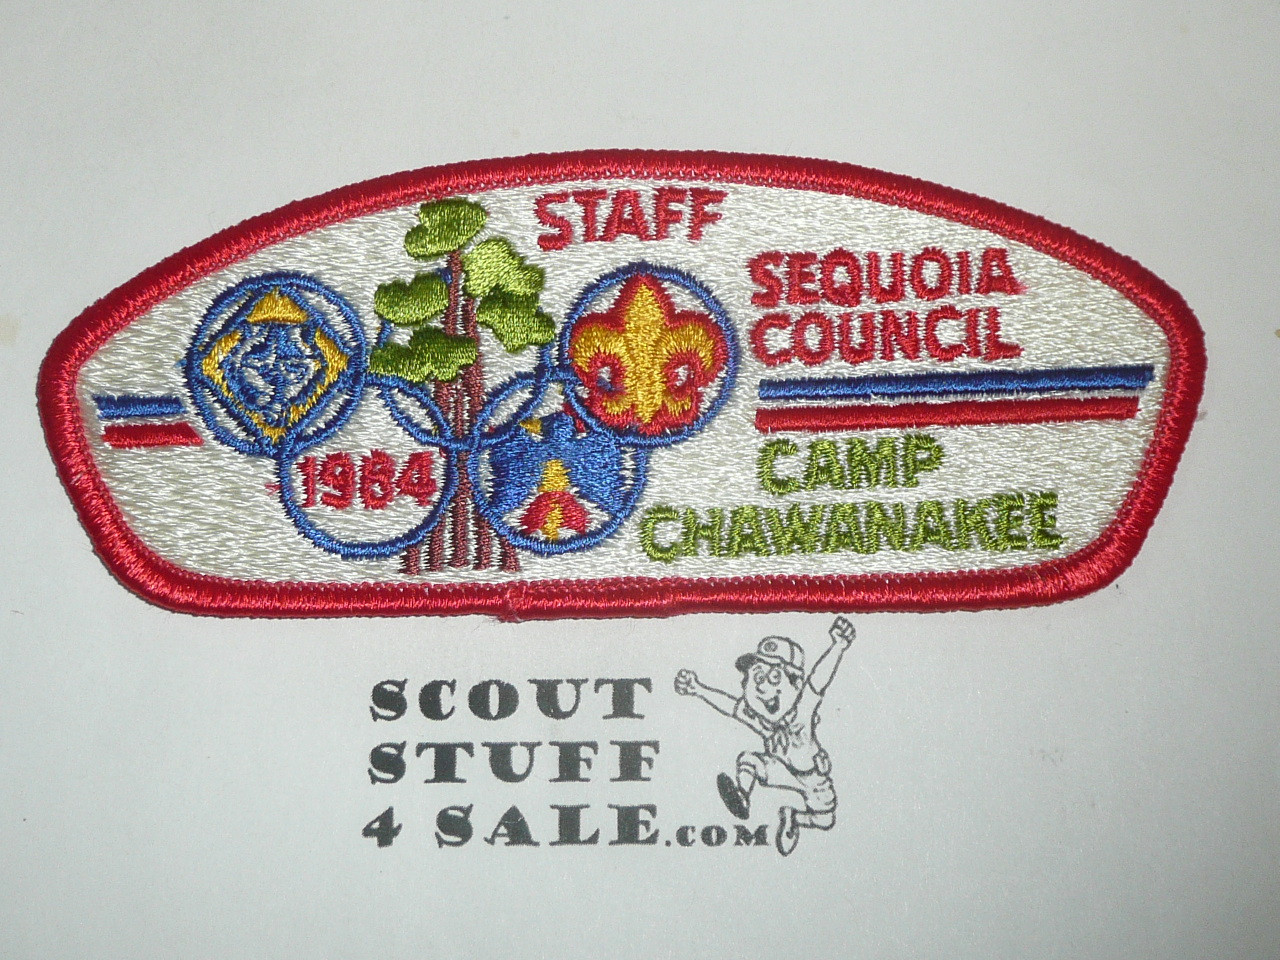 STAFF
SEQUOIA
COUNCIL
CAMP
CHAWANAKEE
1984
SCOUT
STUFF
4 SALE.COM